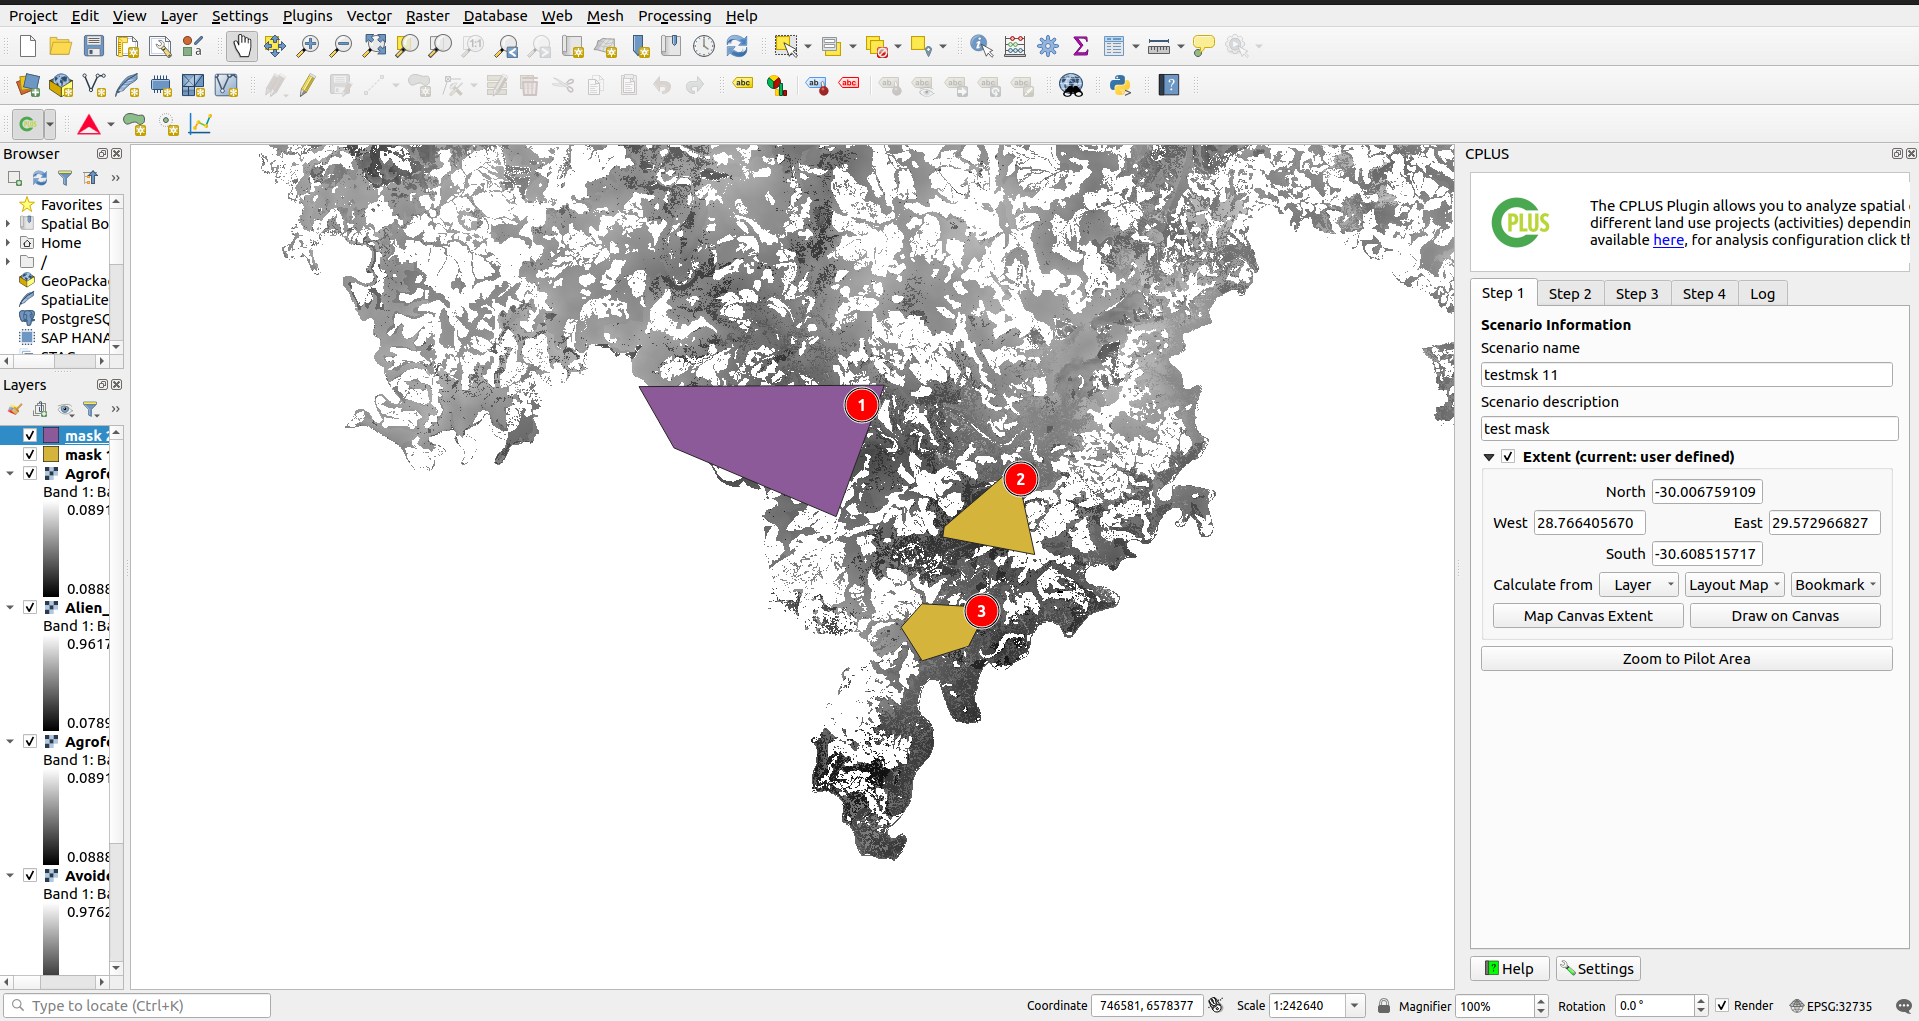 Project Edit View Layer Settings Plugins Vector Raster Database Web Mesh Processing Help
Browser
Favorites
Spatial Bo
Home
/
GeoPacka
SpatiaLite
PostgreSQ
SAP HANA
Layers
mask 2
mask 1
Agrofo
Band 1: Ba
0.0891
0.0888
Alien_
Band 1: Ba
0.9617
0.0789
Agrofo
Band 1: Ba
0.0891
0.0888
Avoide
Band 1: Ba
0.9762
1
2
3
CPLUS
CPLUS
The CPLUS Plugin allows you to analyze spatial
different land use projects (activities) dependin
available here, for analysis configuration click th
Step 1 Step 2 Step 3 Step 4 Log
Scenario Information
Scenario name
testmsk 11
Scenario description
test mask
Extent (current: user defined)
North -30.006759109
West 28.766405670 East 29.572966827
South -30.608515717
Calculate from Layer Layout Map Bookmark
Map Canvas Extent Draw on Canvas
Zoom to Pilot Area
Help Settings
Type to locate (Ctrl+K) Coordinate 746581, 6578377 Scale 1:242640 Magnifier 100% Rotation 0.0 ° Render EPSG:32735